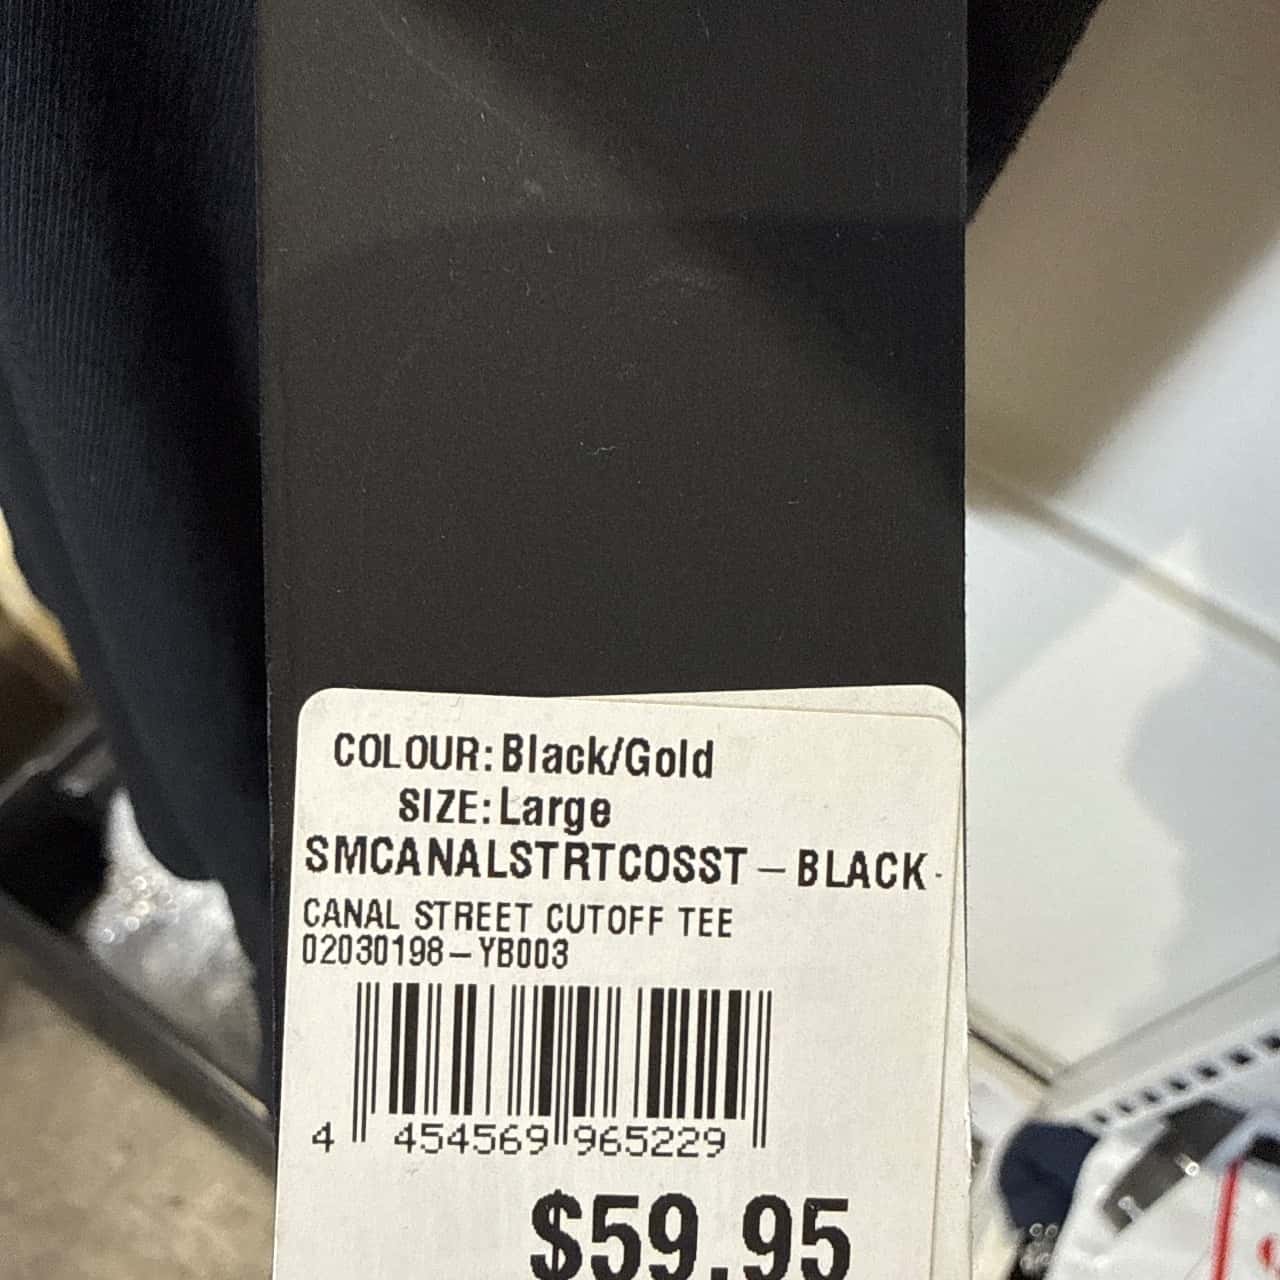 COLOUR: Black/Gold
SIZE: Large
SMCANALSTRTCOSST – BLACK -
CANAL STREET CUTOFF TEE
02030198–YB003
4 454569 965229
$59.95